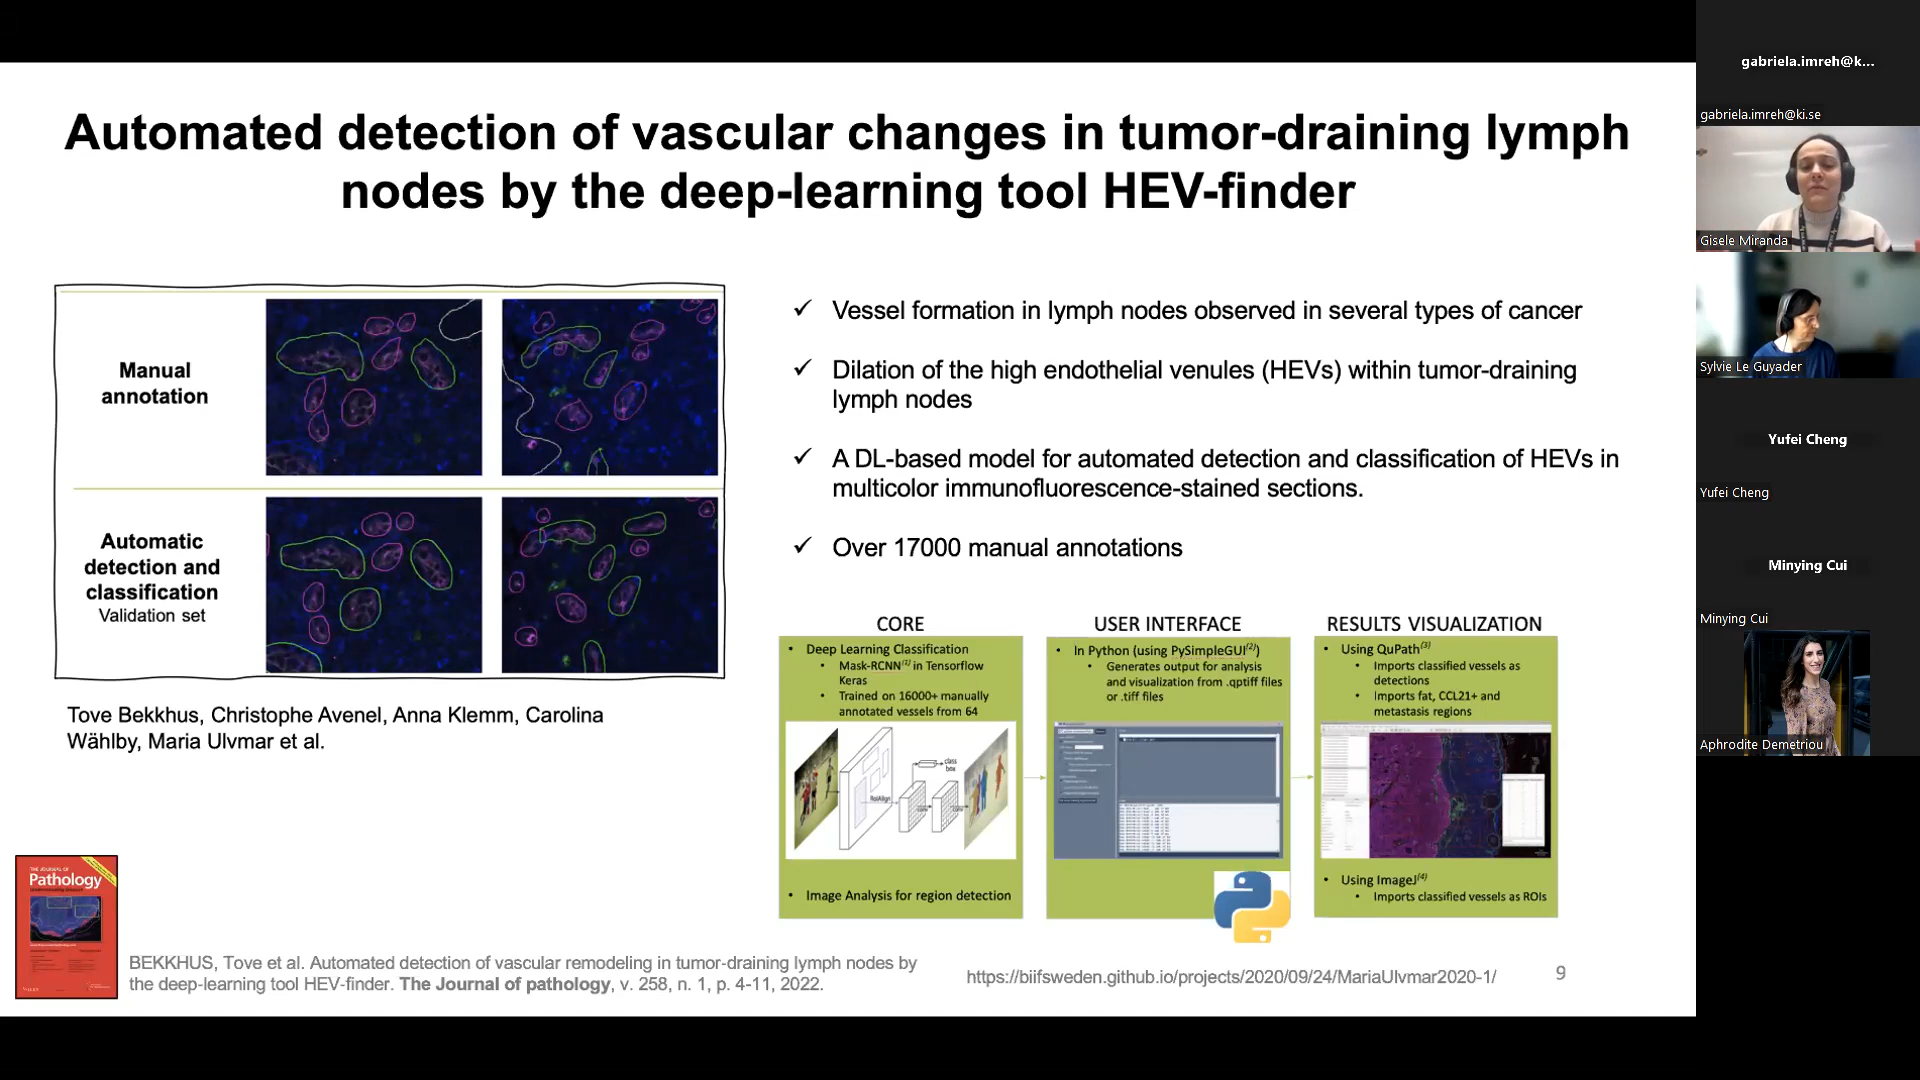 Automated detection of vascular changes in tumor-draining lymph
nodes by the deep-learning tool HEV-finder
Manual
annotation
Automatic
detection and
classification
Validation set
Tove Bekkhus, Christophe Avenel, Anna Klemm, Carolina
Wählby, Maria Ulvmar et al.
✓ Vessel formation in lymph nodes observed in several types of cancer
✓ Dilation of the high endothelial venules (HEVs) within tumor-draining
lymph nodes
✓ A DL-based model for automated detection and classification of HEVs in
multicolor immunofluorescence-stained sections.
✓ Over 17000 manual annotations
CORE
• Deep Learning Classification
• Mask-RCNN(1) in Tensorflow
Keras
• Trained on 16000+ manually
annotated vessels from 64
RoIAlign
class
box
conv
conv
• Image Analysis for region detection
USER INTERFACE
• In Python (using PySimpleGUI(2))
• Generates output for analysis
and visualization from .qptiff files
or .tiff files
RESULTS VISUALIZATION
• Using QuPath(3)
• Imports classified vessels as
detections
• Imports fat, CCL21+ and
metastasis regions
• Using ImageJ(4)
• Imports classified vessels as ROIs
THE JOURNAL OF
Pathology
BEKKHUS, Tove et al. Automated detection of vascular remodeling in tumor-draining lymph nodes by
the deep-learning tool HEV-finder. The Journal of pathology, v. 258, n. 1, p. 4-11, 2022.
https://biifsweden.github.io/projects/2020/09/24/MariaUlvmar2020-1/
9
gabriela.imreh@k...
gabriela.imreh@ki.se
Gisele Miranda
Sylvie Le Guyader
Yufei Cheng
Yufei Cheng
Minying Cui
Minying Cui
Aphrodite Demetriou